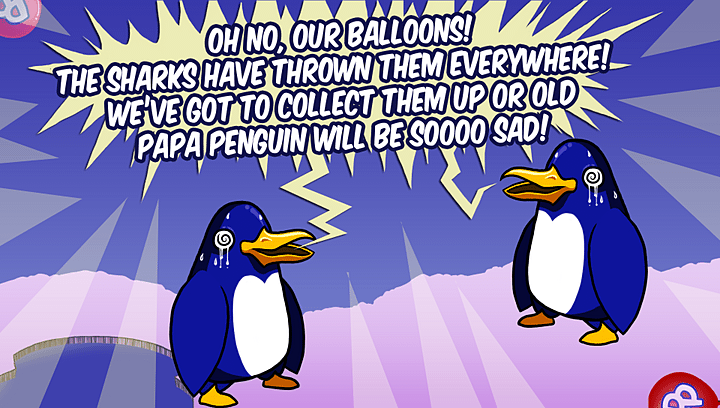 OH NO, OUR BALLOONS!
THE SHARKS HAVE THROWN THEM EVERYWHERE!
WE'VE GOT TO COLLECT THEM UP OR OLD
PAPA PENGUIN WILL BE SOOOO SAD!